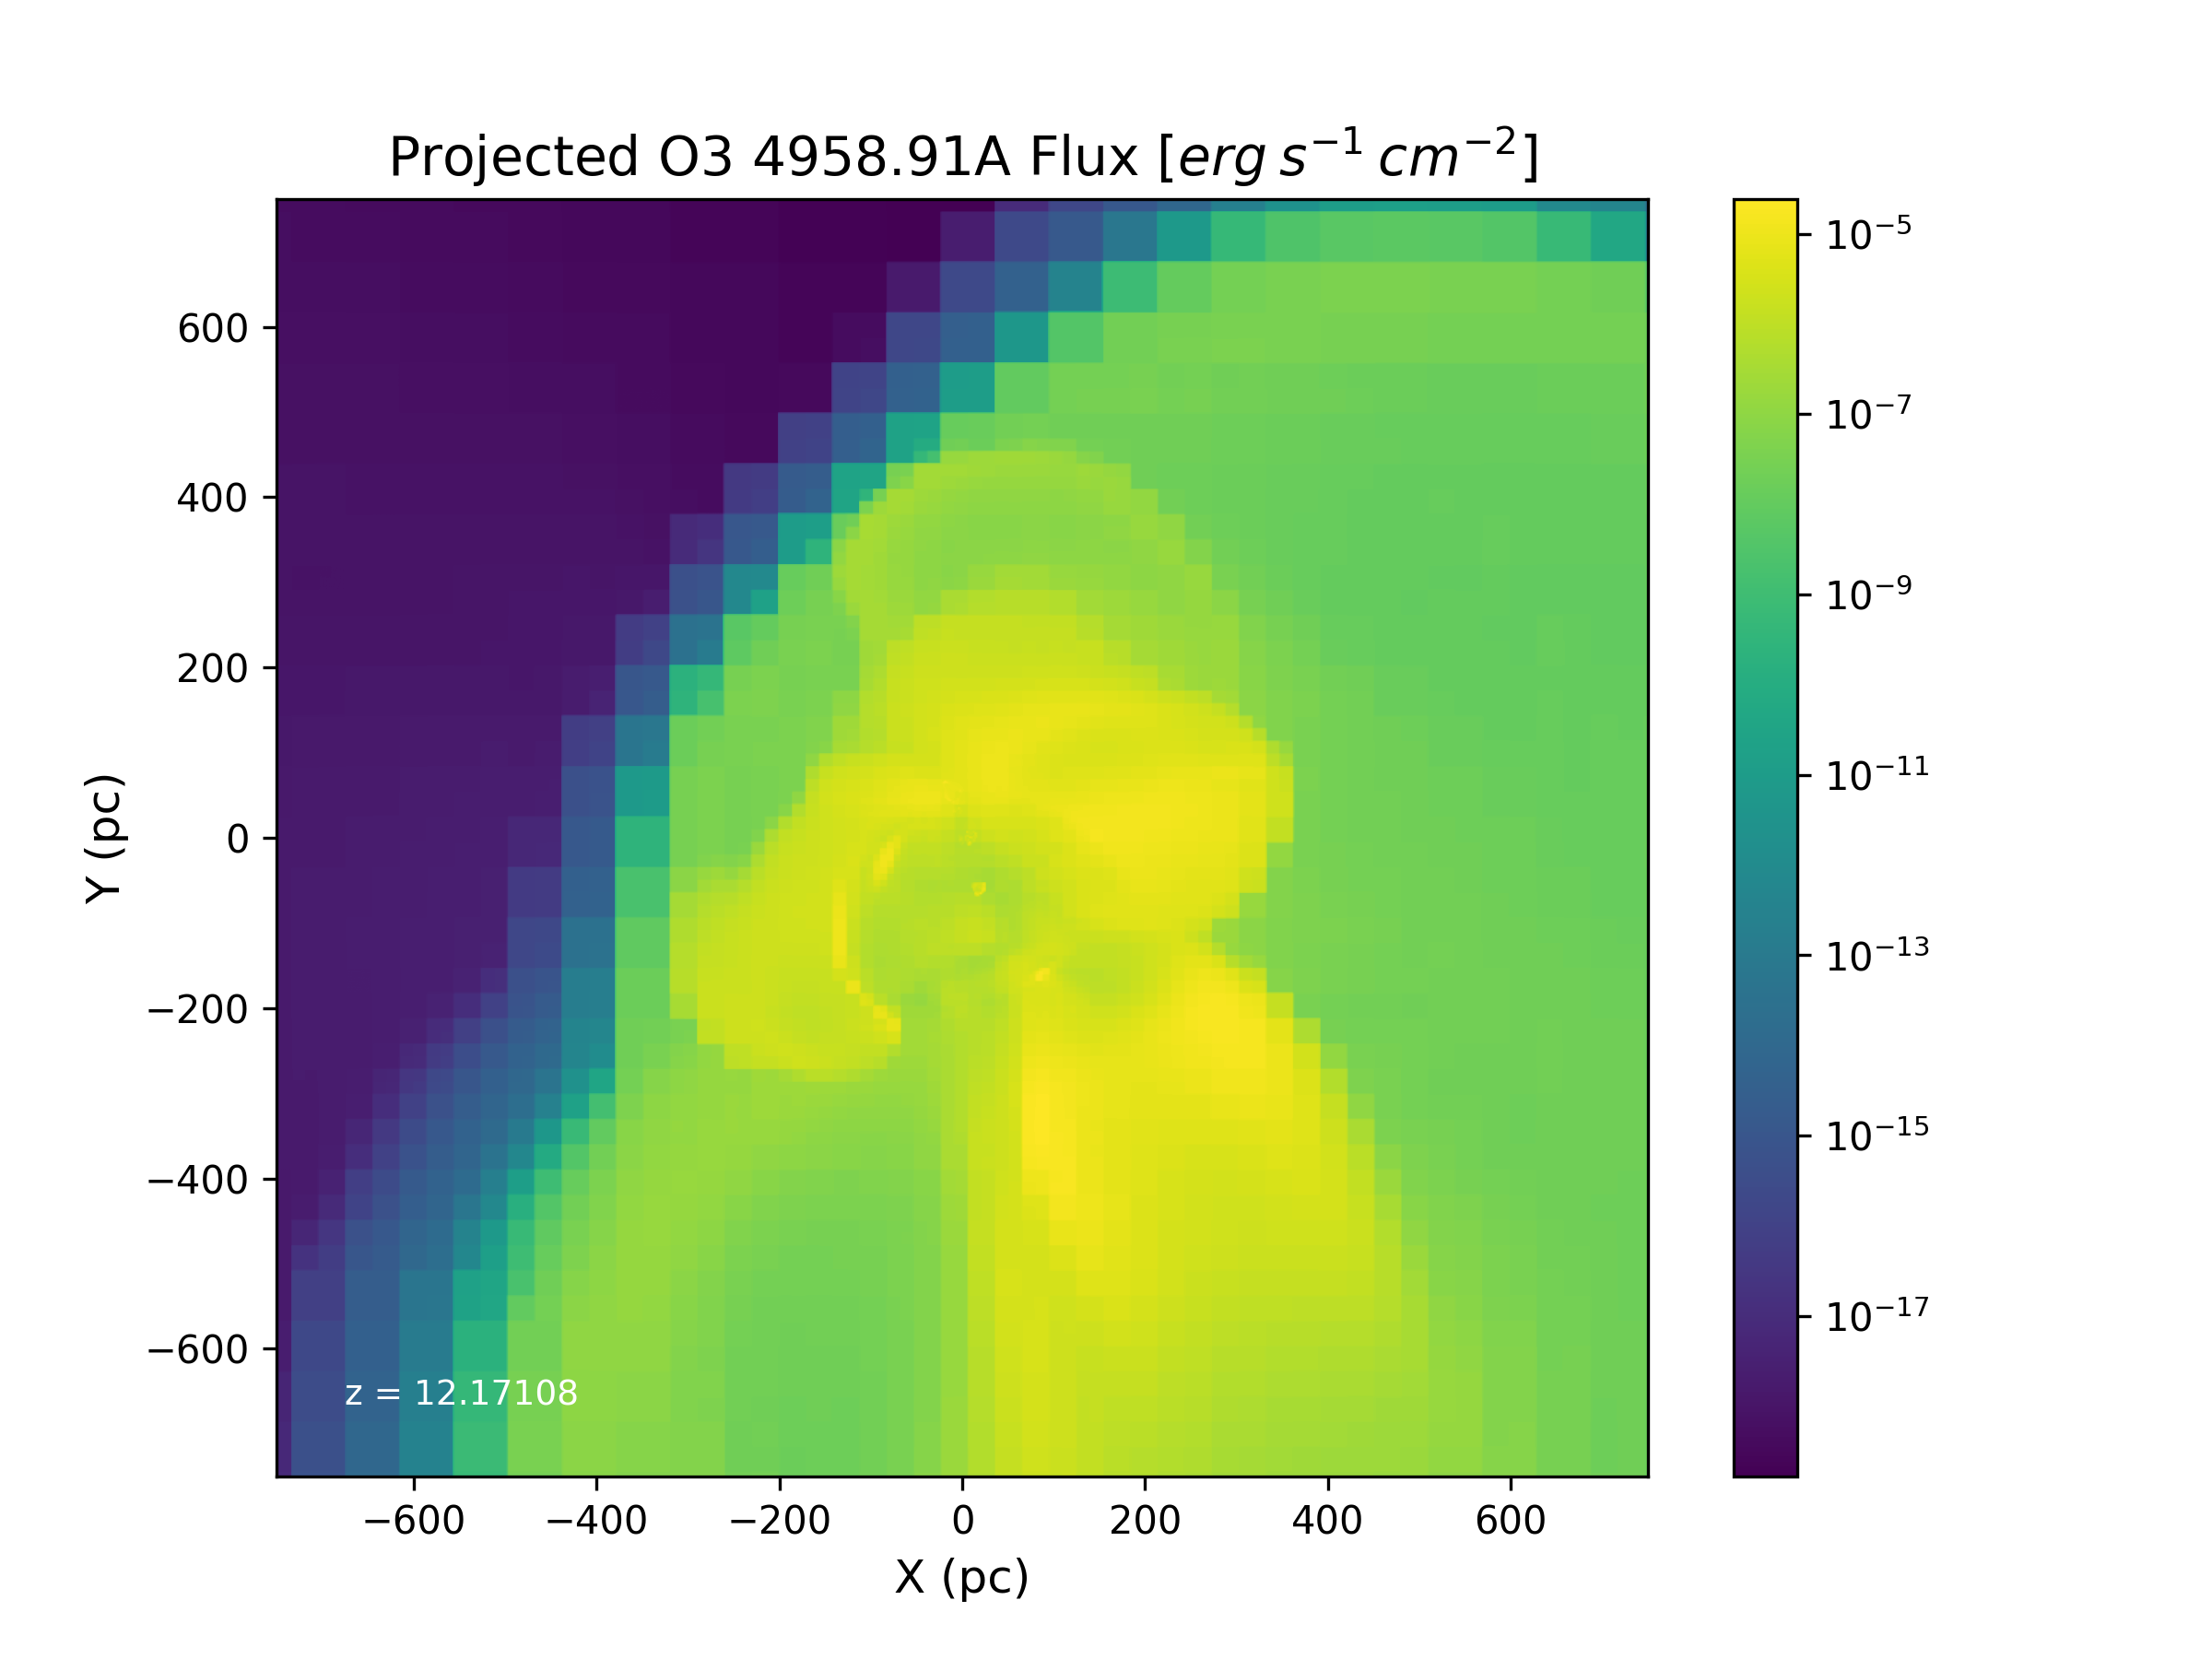 Projected O3 4958.91A Flux [erg s⁻¹ cm⁻²]
Y (pc)
600
400
200
0
−200
−400
−600
z = 12.17108
−600 −400 −200 0 200 400 600
X (pc)
10⁻⁵
10⁻⁷
10⁻⁹
10⁻¹¹
10⁻¹³
10⁻¹⁵
10⁻¹⁷